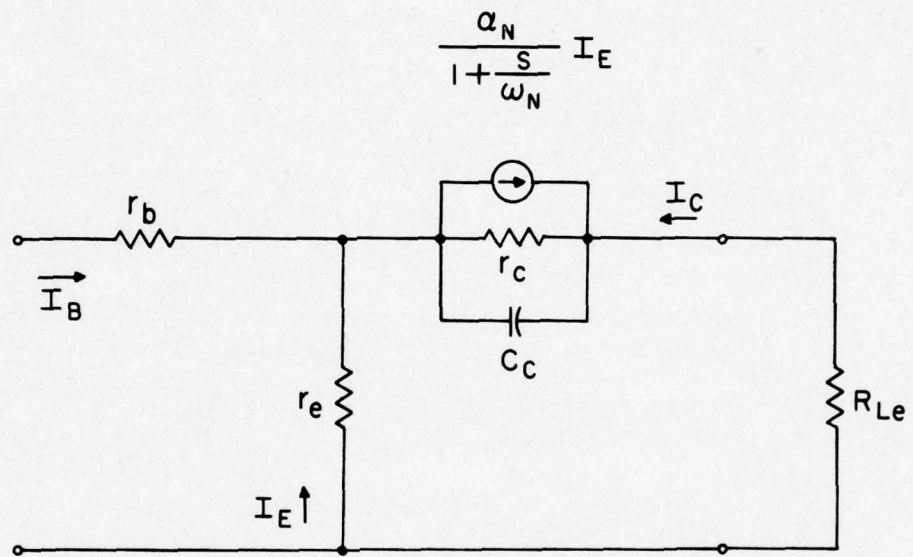 α_N
1 + S I_E
ω_N
r_b
I_C
r_c
I_B
C_C
r_e
R_Le
I_E